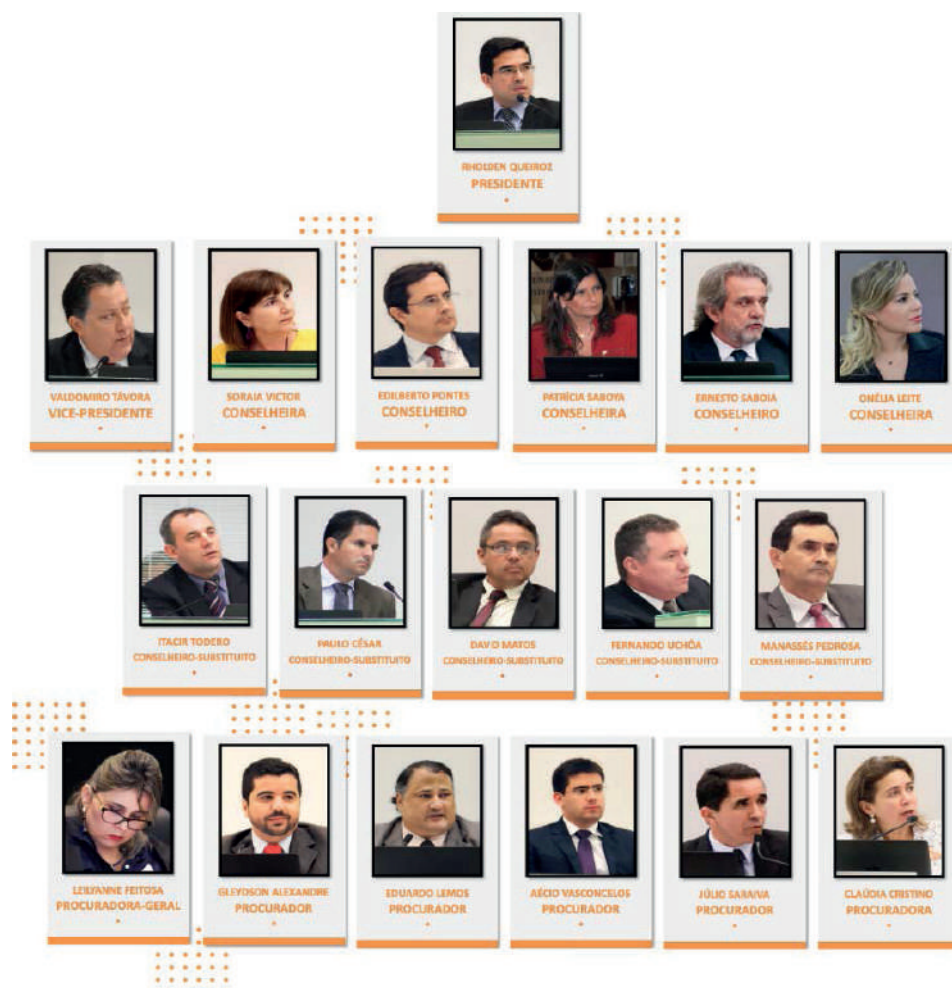 RHOLDEN QUEIROZ
PRESIDENTE
VALDOMIRO TÁVORA
VICE-PRESIDENTE
SORAIA VICTOR
CONSELHEIRA
EDILBERTO PONTES
CONSELHEIRO
PATRÍCIA SABOYA
CONSELHEIRA
ERNESTO SABOIA
CONSELHEIRO
ONÉLIA LEITE
CONSELHEIRA
ITACIR TODERO
CONSELHEIRO-SUBSTITUTO
PAULO CÉSAR
CONSELHEIRO-SUBSTITUTO
DAVID MATOS
CONSELHEIRO-SUBSTITUTO
FERNANDO UCHÔA
CONSELHEIRO-SUBSTITUTO
MANASSÉS PEDROSA
CONSELHEIRO-SUBSTITUTO
LEILYANNE FEITOSA
PROCURADORA-GERAL
GLEYDSON ALEXANDRE
PROCURADOR
EDUARDO LEMOS
PROCURADOR
AÉCIO VASCONCELOS
PROCURADOR
JÚLIO SARAIVA
PROCURADOR
CLÁUDIA CRISTINO
PROCURADORA